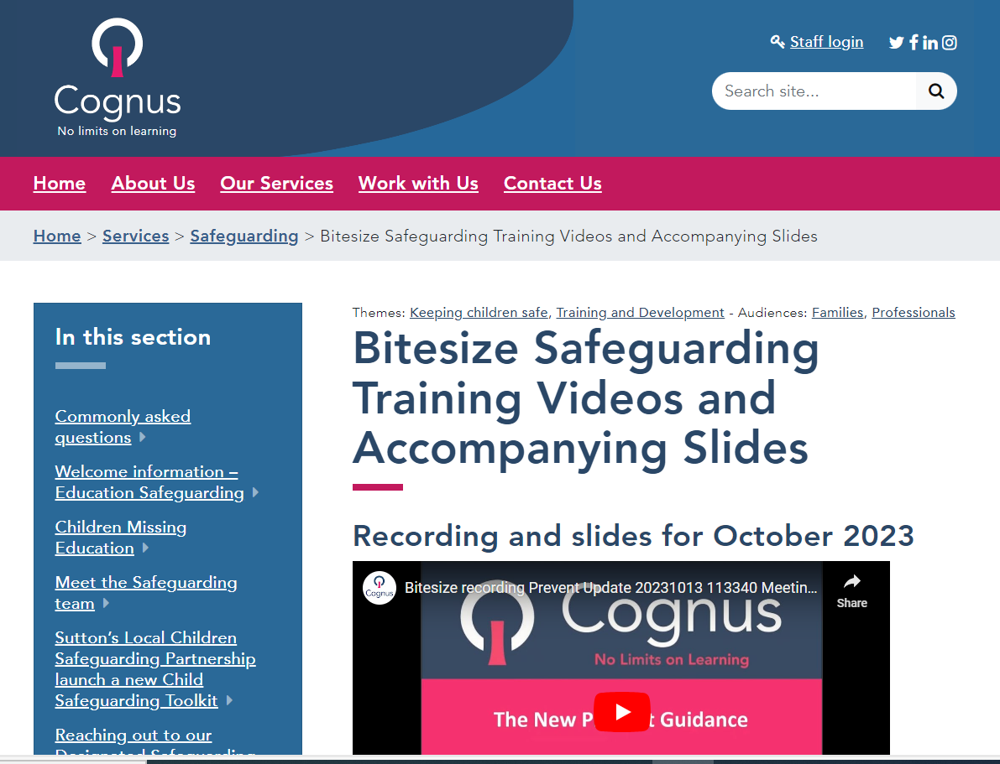 Cognus
No limits on learning
Staff login
Search site...
Home About Us Our Services Work with Us Contact Us
Home > Services > Safeguarding > Bitesize Safeguarding Training Videos and Accompanying Slides
In this section
Commonly asked
questions
Welcome information –
Education Safeguarding
Children Missing
Education
Meet the Safeguarding
team
Sutton’s Local Children
Safeguarding Partnership
launch a new Child
Safeguarding Toolkit
Reaching out to our
Designated Safeguarding
Themes: Keeping children safe, Training and Development - Audiences: Families, Professionals
Bitesize Safeguarding
Training Videos and
Accompanying Slides
Recording and slides for October 2023
Cognus
Bitesize recording Prevent Update 20231013 113340 Meetin...
Share
Cognus
No Limits on Learning
The New Guidance